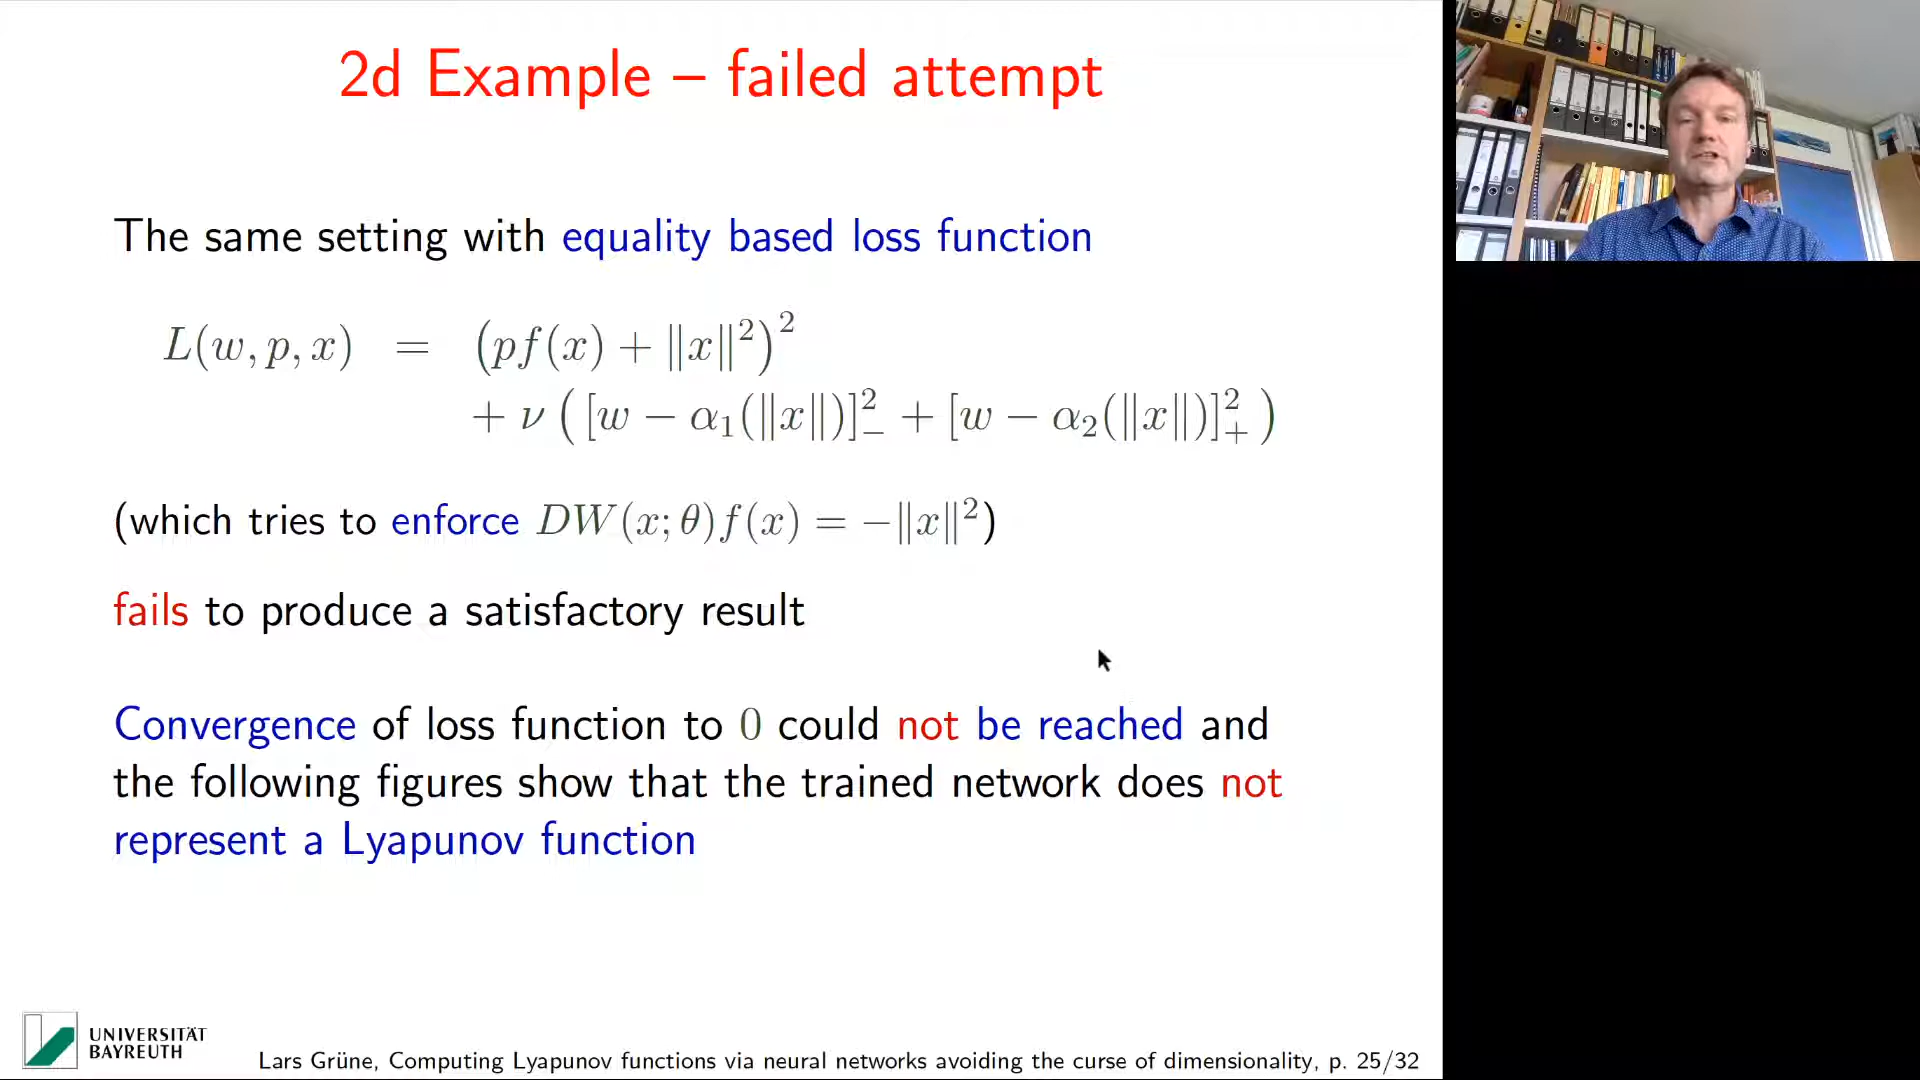 2d Example – failed attempt
The same setting with equality based loss function
L(w, p, x) = (pf(x) + ‖x‖²)²
+ ν ( [w − α₁(‖x‖)]²₋ + [w − α₂(‖x‖)]²₊ )
(which tries to enforce DW(x; θ)f(x) = −‖x‖²)
fails to produce a satisfactory result
Convergence of loss function to 0 could not be reached and
the following figures show that the trained network does not
represent a Lyapunov function
UNIVERSITÄT
BAYREUTH
Lars Grüne, Computing Lyapunov functions via neural networks avoiding the curse of dimensionality, p. 25/32